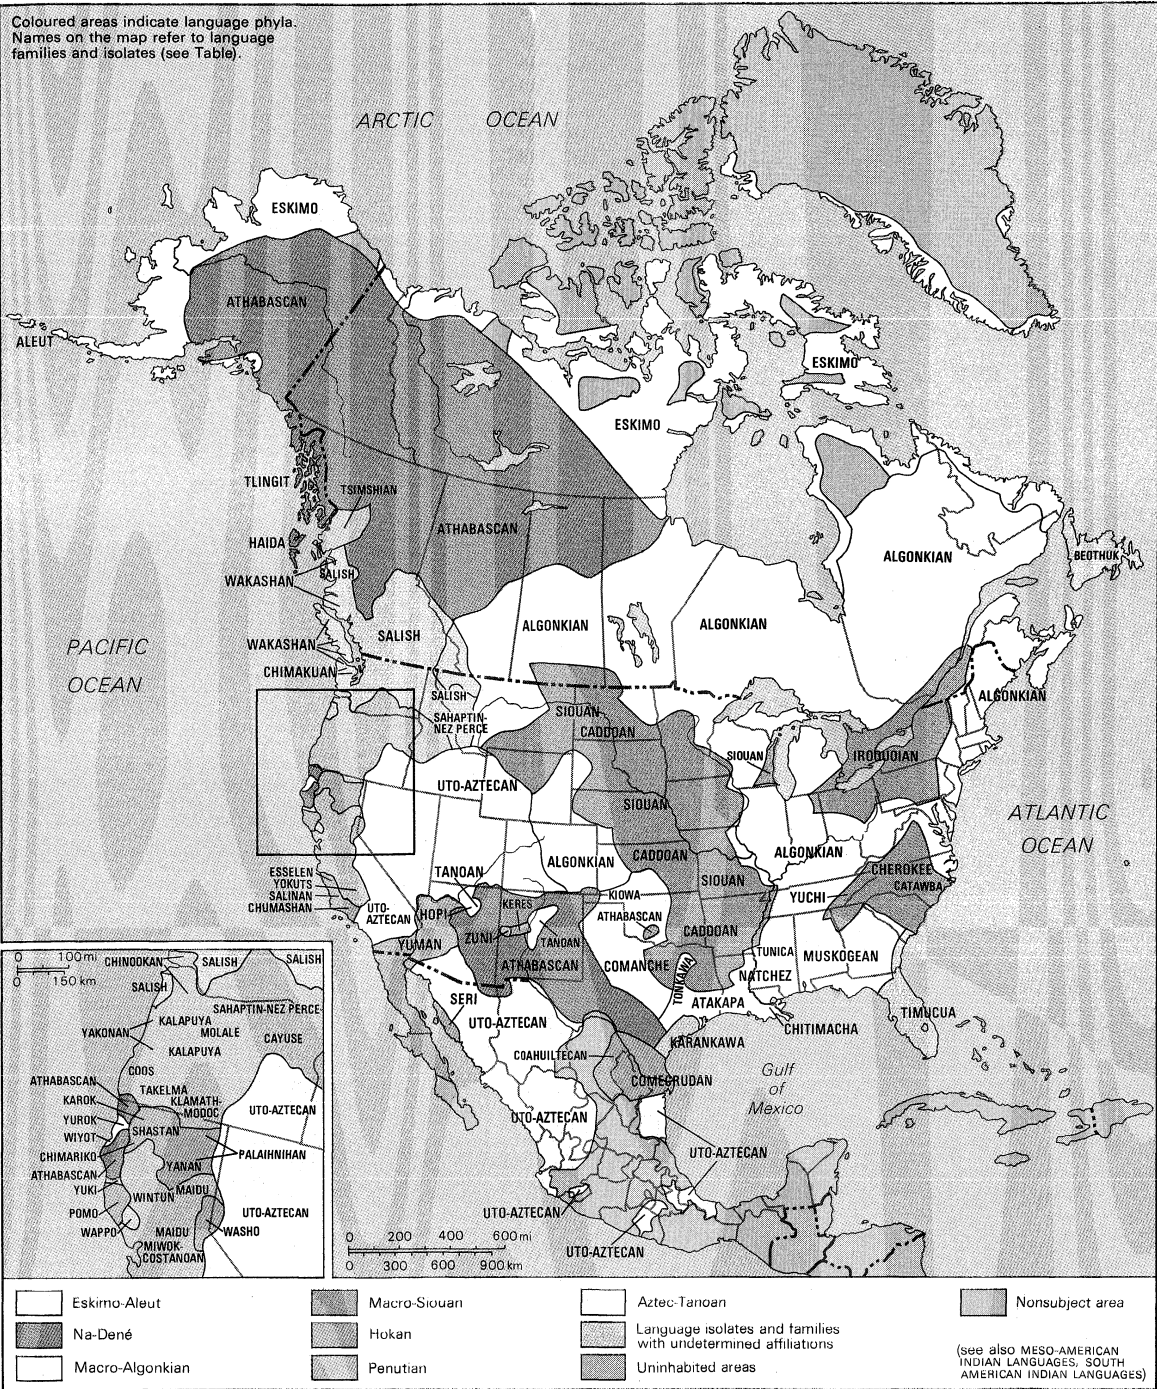 Coloured areas indicate language phyla.
Names on the map refer to language
families and isolates (see Table).
ARCTIC OCEAN
ESKIMO
ATHABASCAN
ALEUT
ESKIMO
ESKIMO
TLINGIT
TSIMSHIAN
ATHABASCAN
HAIDA
ALGONKIAN
BEOTHUK
WAKASHAN
SALISH
ALGONKIAN
ALGONKIAN
SALISH
WAKASHAN
CHIMAKUAN
PACIFIC
OCEAN
SALISH
ALGONKIAN
SIOUAN
SAHAPTIN-
NEZ PERCE
CADDOAN
SIOUAN
IROQUOIAN
UTO-AZTECAN
SIOUAN
ATLANTIC
OCEAN
ALGONKIAN
CADDOAN
ALGONKIAN
TANOAN
SIOUAN
CHEROKEE
CATAWBA
ESSELEN
YOKUTS
SALINAN
CHUMASHAN
UTO-
AZTECAN
HOPI
KERES
KIOWA
YUCHI
ATHABASCAN
ZUNI
TANOAN
YUMAN
CADDOAN
ATHABASCAN
COMANCHE
TUNICA
MUSKOGEAN
NATCHEZ
TONKAWA
SERI
ATAKAPA
UTO-AZTECAN
CHITIMACHA
TIMUCUA
KARANKAWA
COAHUILTECAN
COMECRUDAN
Gulf
of
Mexico
UTO-AZTECAN
UTO-AZTECAN
UTO-AZTECAN
UTO-AZTECAN
0 100mi
0 150 km
CHINOOKAN
SALISH
SALISH
SALISH
SAHAPTIN-NEZ PERCE
YAKONAN
KALAPUYA
MOLALE
CAYUSE
KALAPUYA
COOS
ATHABASCAN
TAKELMA
KAROK
KLAMATH-
MODOC
UTO-AZTECAN
YUROK
WIYOT
SHASTAN
CHIMARIKO
PALAIHNIHAN
ATHABASCAN
YANAN
YUKI
WINTUN
MAIDU
POMO
UTO-AZTECAN
WAPPO
MAIDU
WASHO
MIWOK-
COSTANOAN
0 200 400 600mi
0 300 600 900km
Eskimo-Aleut
Na-Dené
Macro-Algonkian
Macro-Siouan
Hokan
Penutian
Aztec-Tanoan
Language isolates and families
with undetermined affiliations
Uninhabited areas
Nonsubject area
(see also MESO-AMERICAN
INDIAN LANGUAGES, SOUTH
AMERICAN INDIAN LANGUAGES)